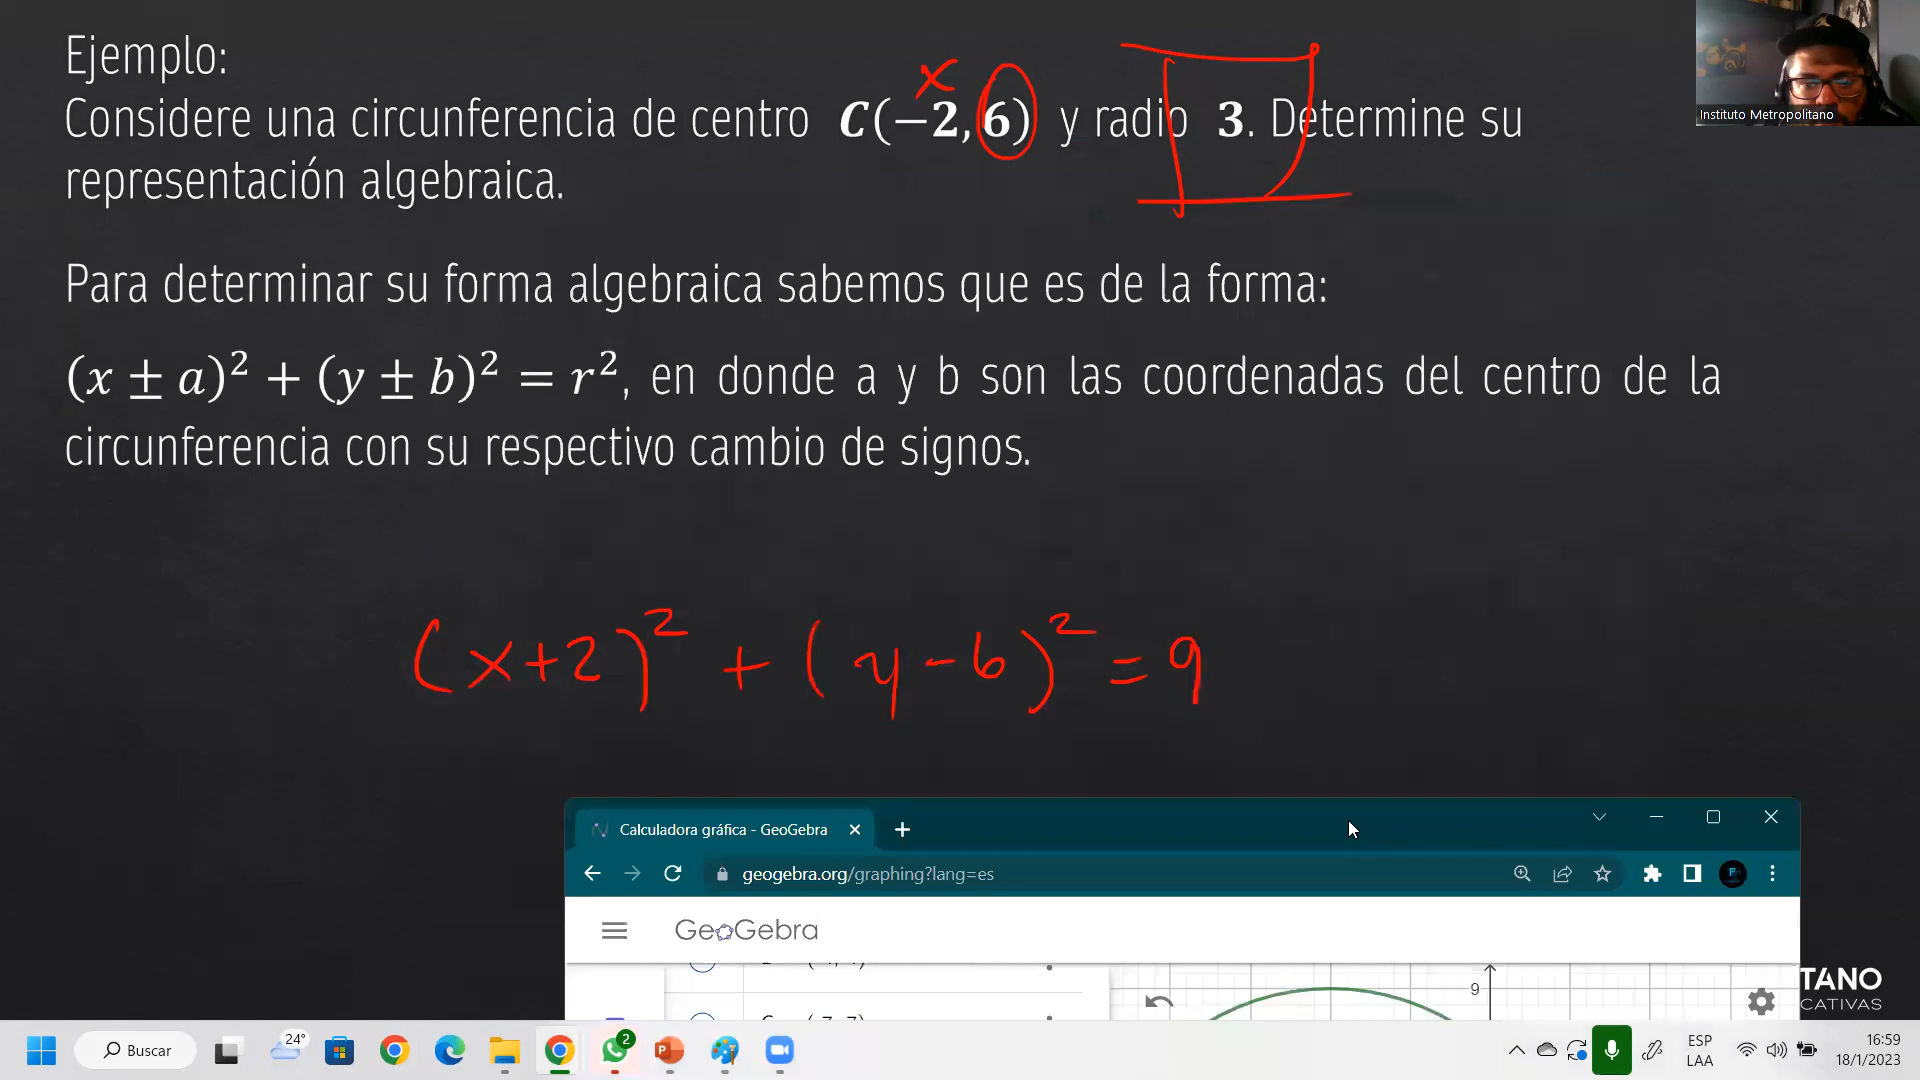 Ejemplo:
Considere una circunferencia de centro C(−2, 6) y radio 3. Determine su
representación algebraica.
x
Para determinar su forma algebraica sabemos que es de la forma:
(x ± a)² + (y ± b)² = r², en donde a y b son las coordenadas del centro de la
circunferencia con su respectivo cambio de signos.
(x+2)² + (y-6)² = 9
Instituto Metropolitano
Calculadora gráfica - GeoGebra
geogebra.org/graphing?lang=es
GeoGebra
9
TANO
CATIVAS
Buscar
24°
2
ESP
LAA
16:59
18/1/2023